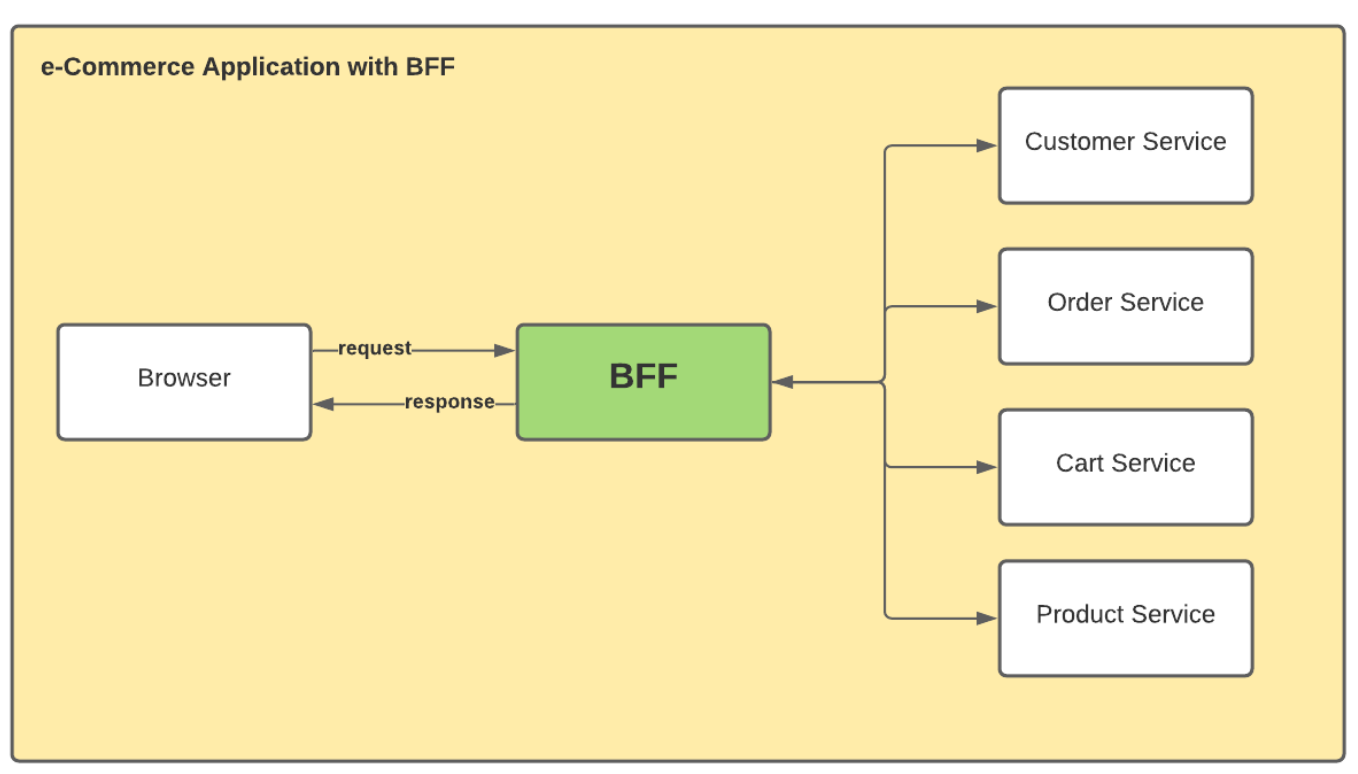 e-Commerce Application with BFF
Customer Service
Order Service
request
Browser
BFF
response
Cart Service
Product Service